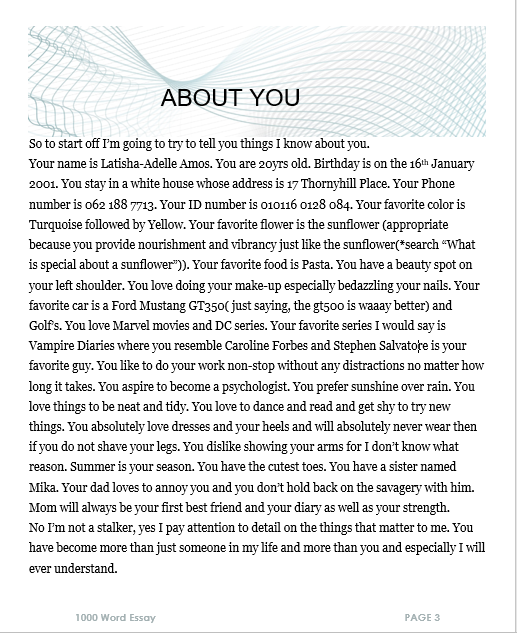 ABOUT YOU
So to start off I’m going to try to tell you things I know about you.
Your name is Latisha-Adelle Amos. You are 20yrs old. Birthday is on the 16th January
2001. You stay in a white house whose address is 17 Thornyhill Place. Your Phone
number is 062 188 7713. Your ID number is 010116 0128 084. Your favorite color is
Turquoise followed by Yellow. Your favorite flower is the sunflower (appropriate
because you provide nourishment and vibrancy just like the sunflower(*search “What
is special about a sunflower”)). Your favorite food is Pasta. You have a beauty spot on
your left shoulder. You love doing your make-up especially bedazzling your nails. Your
favorite car is a Ford Mustang GT350( just saying, the gt500 is waaay better) and
Golf’s. You love Marvel movies and DC series. Your favorite series I would say is
Vampire Diaries where you resemble Caroline Forbes and Stephen Salvatore is your
favorite guy. You like to do your work non-stop without any distractions no matter how
long it takes. You aspire to become a psychologist. You prefer sunshine over rain. You
love things to be neat and tidy. You love to dance and read and get shy to try new
things. You absolutely love dresses and your heels and will absolutely never wear then
if you do not shave your legs. You dislike showing your arms for I don’t know what
reason. Summer is your season. You have the cutest toes. You have a sister named
Mika. Your dad loves to annoy you and you don’t hold back on the savagery with him.
Mom will always be your first best friend and your diary as well as your strength.
No I’m not a stalker, yes I pay attention to detail on the things that matter to me. You
have become more than just someone in my life and more than you and especially I will
ever understand.
1000 Word Essay PAGE 3